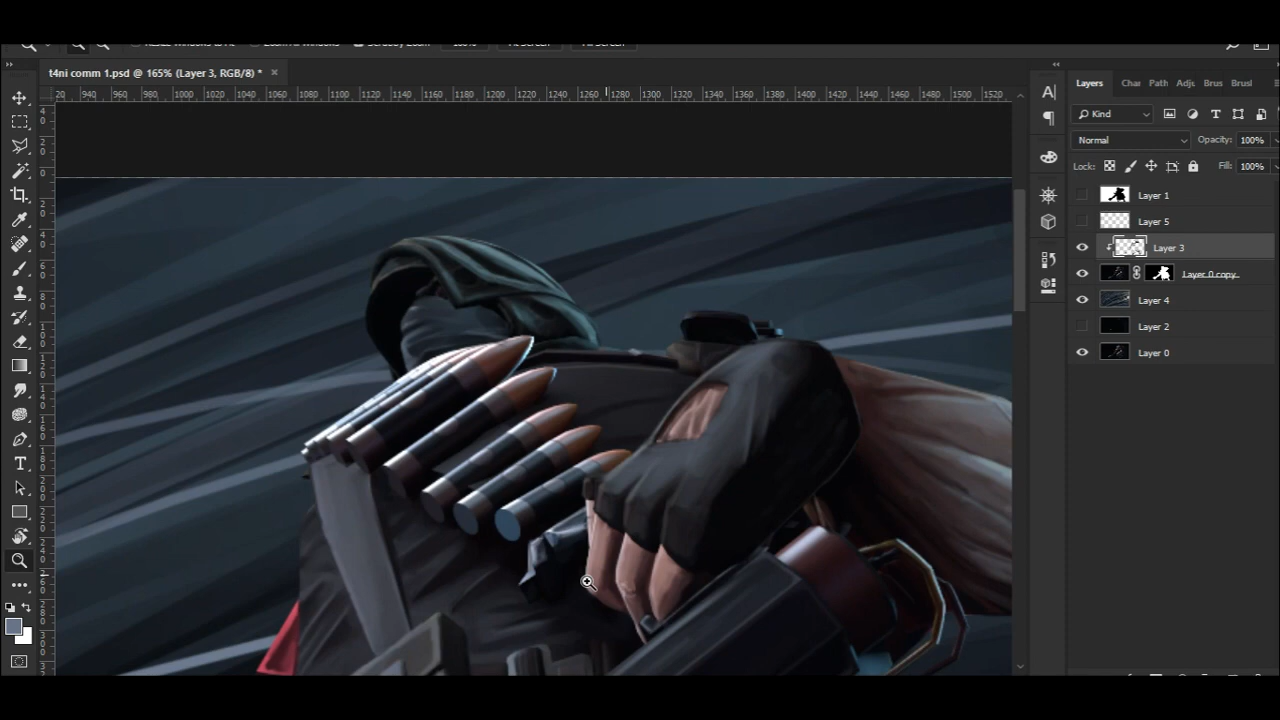 t4ni comm 1.psd @ 165% (Layer 3, RGB/8) *
Layers Char Path Adjs Brus Brusl
20 940 960 980 1000 1020 1040 1060 1080 1100 1120 1140 1160 1180 1200 1220 1240 1260 1280 1300 1320 1340 1360 1380 1400 1420 1440 1460 1480 1500 1520
Kind
Normal Opacity: 100%
Lock: Fill: 100%
Layer 1
Layer 5
Layer 3
Layer 0 copy
Layer 4
Layer 2
Layer 0